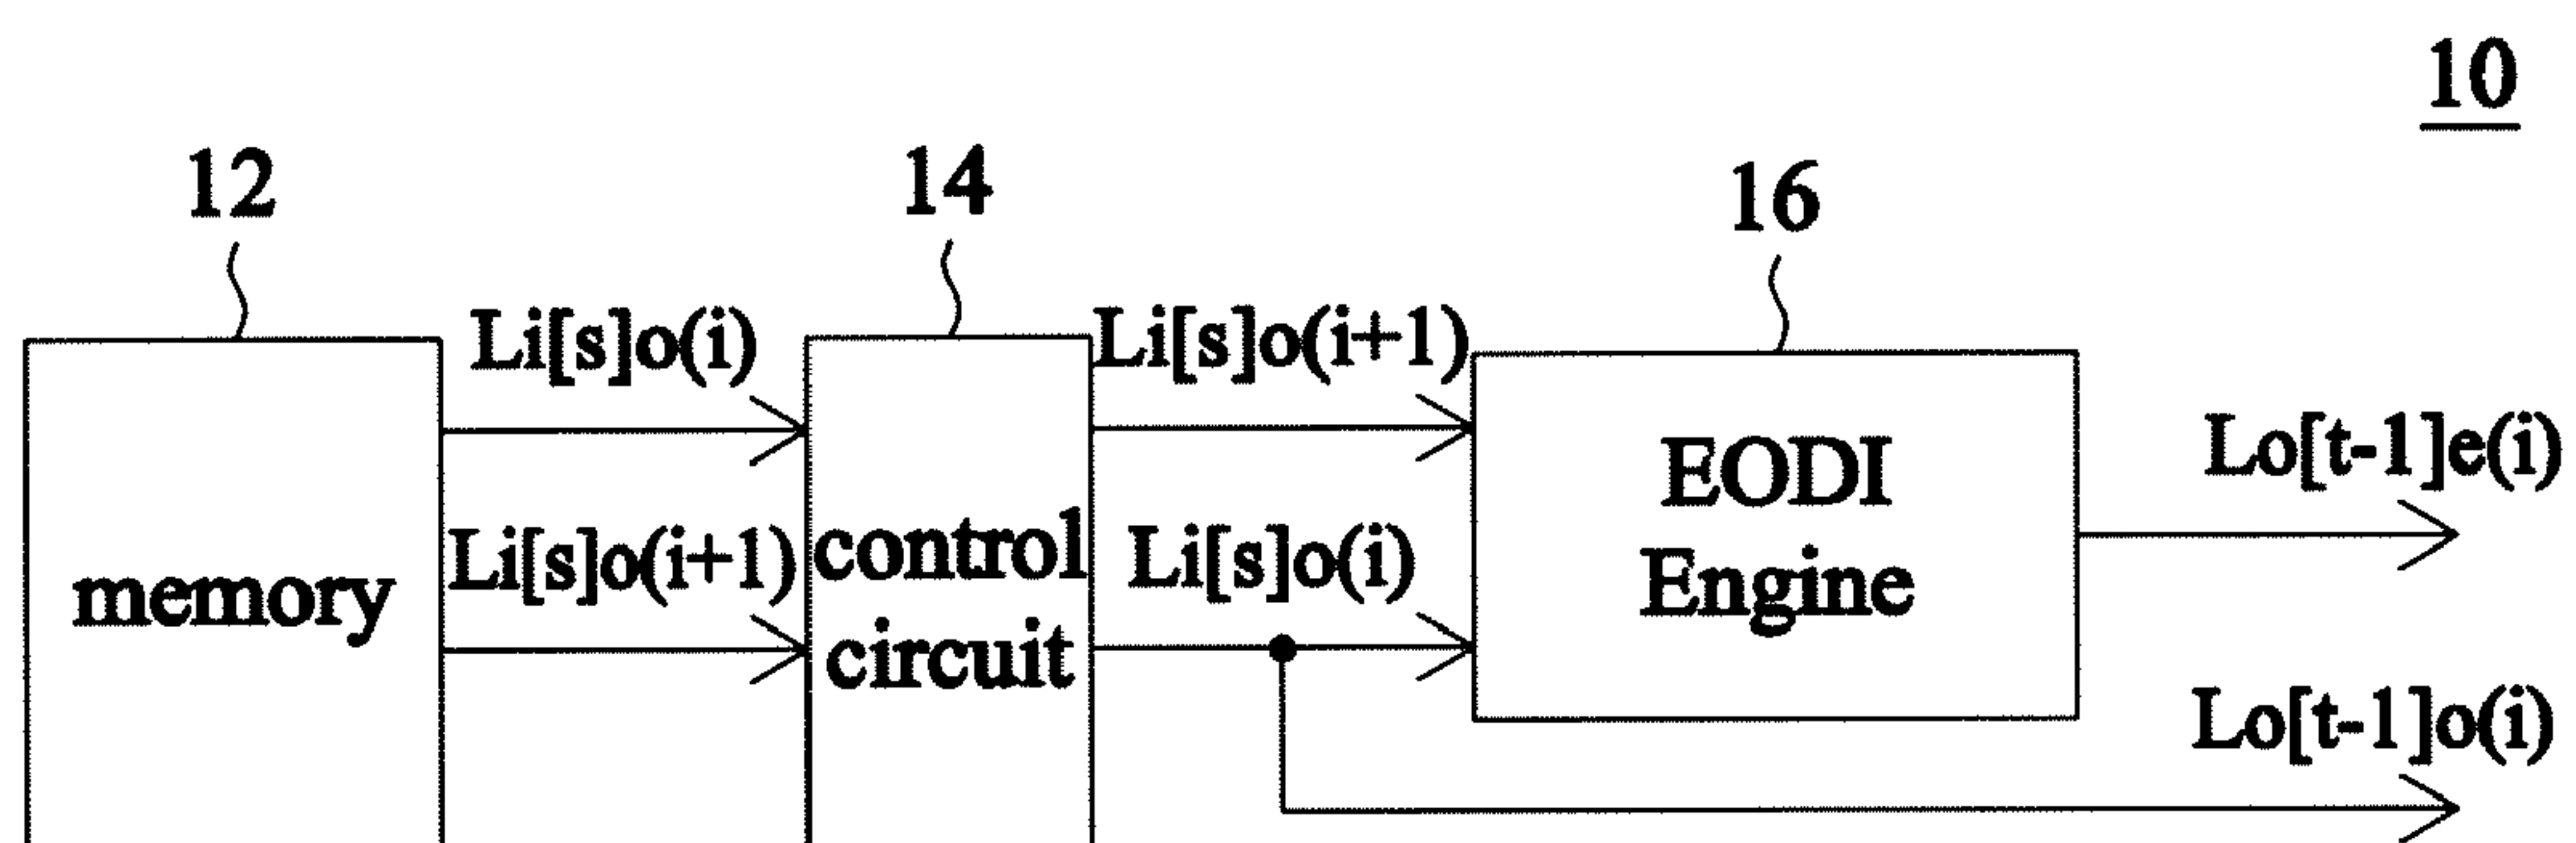 10
12
14
16
Li[s]o(i)
Li[s]o(i+1)
Lo[t-1]e(i)
EODI
Engine
memory
Li[s]o(i+1)
control
circuit
Li[s]o(i)
Lo[t-1]o(i)